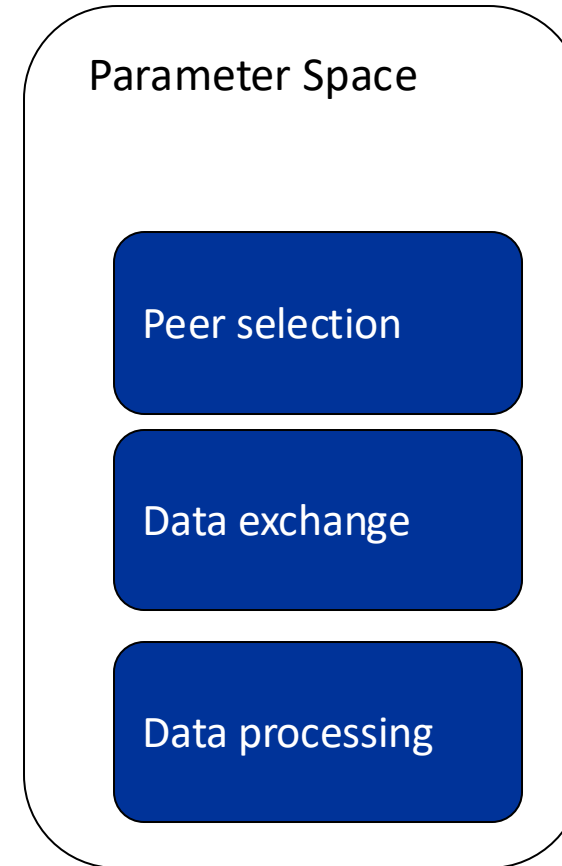 Parameter Space
Peer selection
Data exchange
Data processing